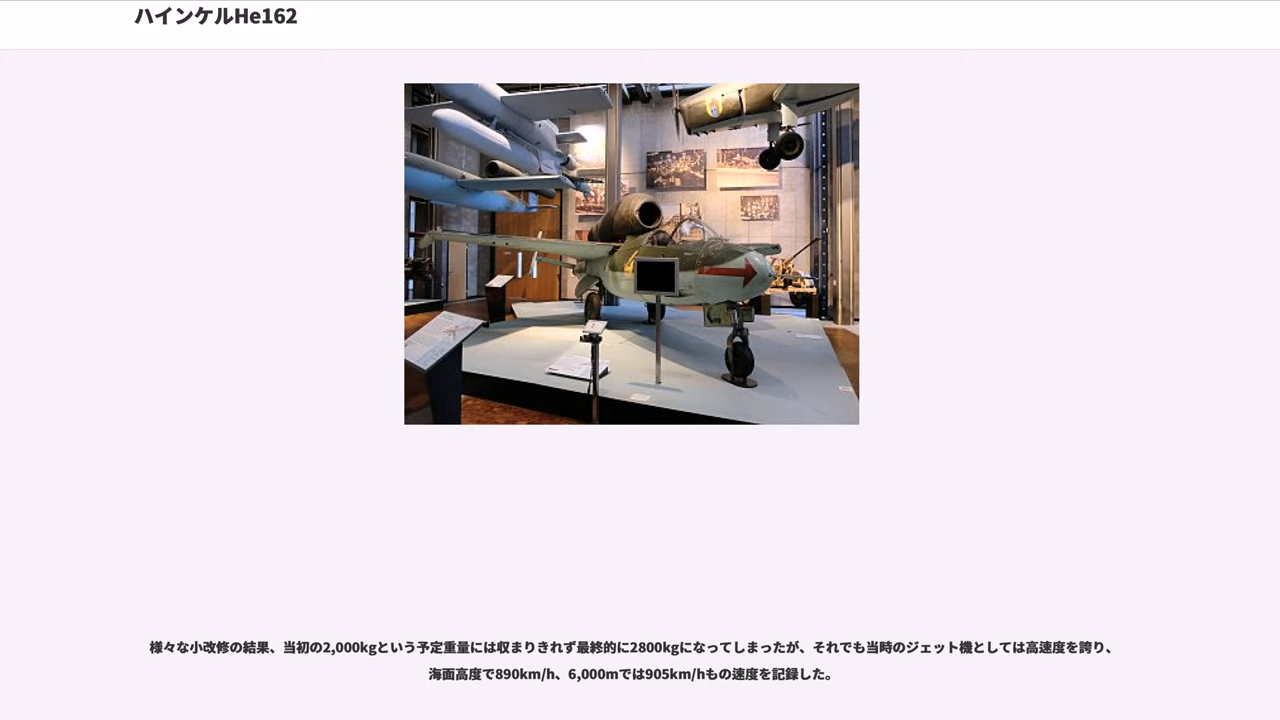 ハインケルHe162
様々な小改修の結果、当初の2,000kgという予定重量には収まりきれず最終的に2800kgになってしまったが、それでも当時のジェット機としては高速度を誇り、
海面高度で890km/h、6,000mでは905km/hもの速度を記録した。